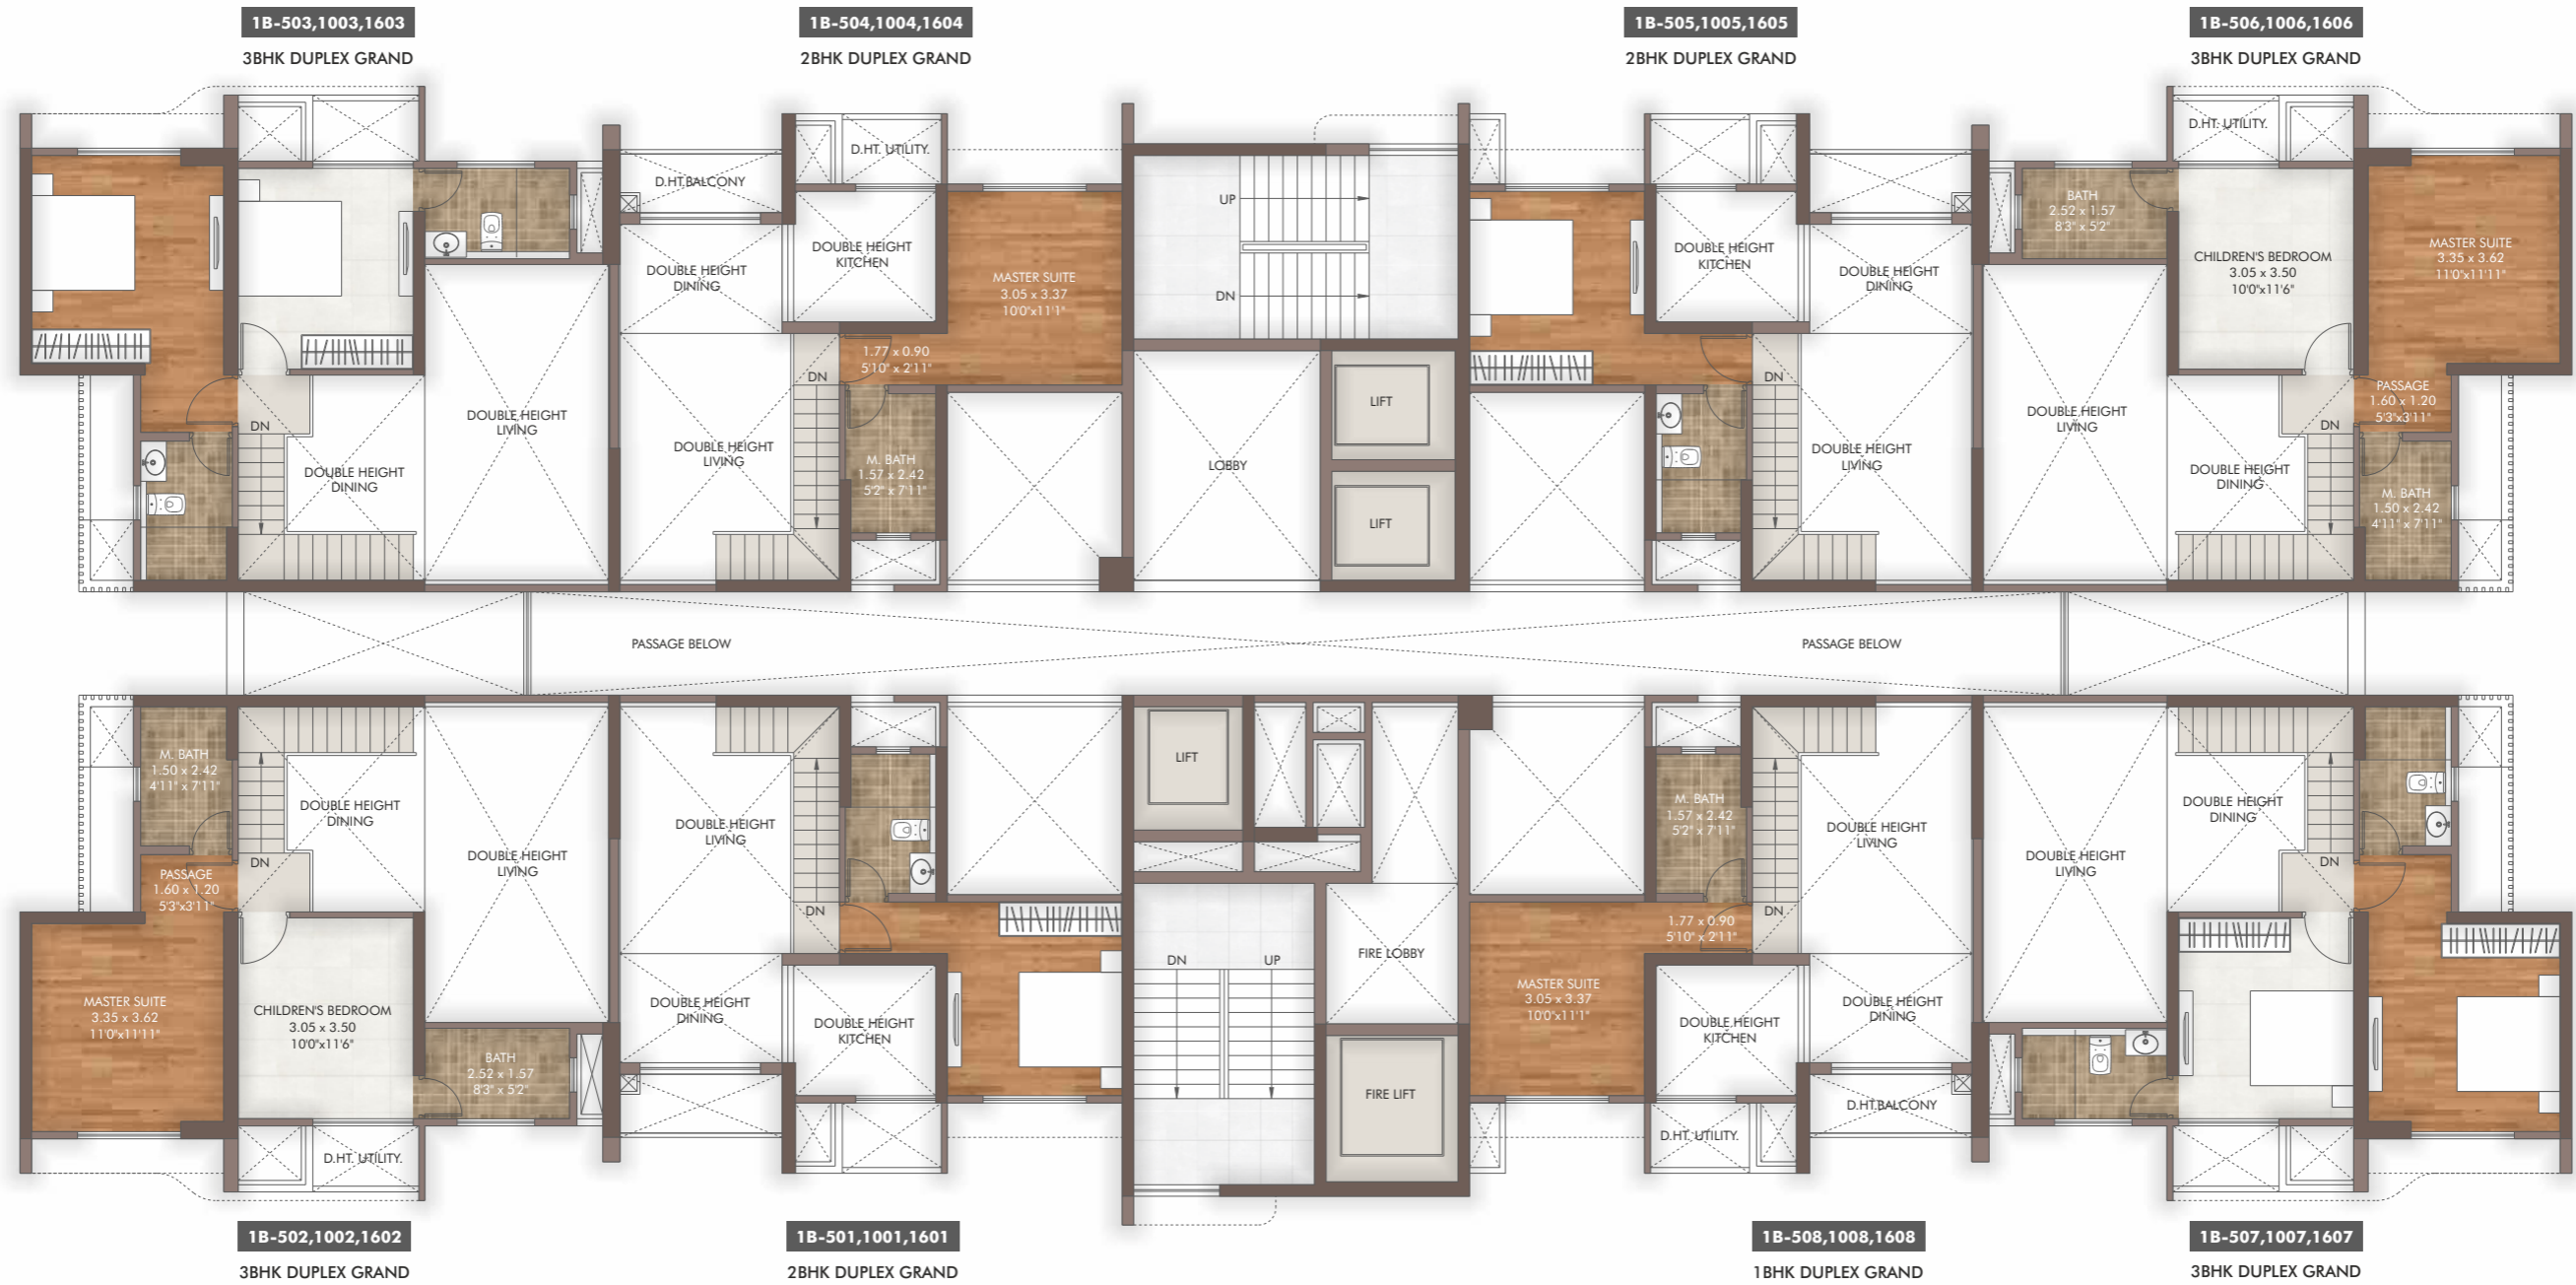 1B-503,1003,1603
3BHK DUPLEX GRAND
1B-504,1004,1604
2BHK DUPLEX GRAND
1B-505,1005,1605
2BHK DUPLEX GRAND
1B-506,1006,1606
3BHK DUPLEX GRAND
D.HT. UTILITY.
D.HT.BALCONY
DOUBLE HEIGHT
KITCHEN
DOUBLE HEIGHT
DINING
MASTER SUITE
3.05 x 3.37
10'0"x11'1"
1.77 x 0.90
5'10" x 2'11"
DN
DOUBLE HEIGHT
LIVING
M. BATH
1.57 x 2.42
5'2" x 7'11"
DN
DOUBLE HEIGHT
LIVING
DOUBLE HEIGHT
DINING
UP
DN
LOBBY
LIFT
LIFT
DOUBLE HEIGHT
KITCHEN
DOUBLE HEIGHT
DINING
DN
DOUBLE HEIGHT
LIVING
D.HT. UTILITY.
BATH
2.52 x 1.57
8'3" x 5'2"
CHILDREN'S BEDROOM
3.05 x 3.50
10'0"x11'6"
MASTER SUITE
3.35 x 3.62
11'0"x11'11"
PASSAGE
1.60 x 1.20
5'3"x3'11"
DOUBLE HEIGHT
LIVING
DN
DOUBLE HEIGHT
DINING
M. BATH
1.50 x 2.42
4'11" x 7'11"
PASSAGE BELOW
PASSAGE BELOW
M. BATH
1.50 x 2.42
4'11" x 7'11"
DOUBLE HEIGHT
DINING
DN
PASSAGE
1.60 x 1.20
5'3"x3'11"
DOUBLE HEIGHT
LIVING
MASTER SUITE
3.35 x 3.62
11'0"x11'11"
CHILDREN'S BEDROOM
3.05 x 3.50
10'0"x11'6"
BATH
2.52 x 1.57
8'3" x 5'2"
D.HT. UTILITY.
DOUBLE HEIGHT
LIVING
DN
DOUBLE HEIGHT
DINING
DOUBLE HEIGHT
KITCHEN
LIFT
DN
UP
FIRE LOBBY
FIRE LIFT
M. BATH
1.57 x 2.42
5'2" x 7'11"
DOUBLE HEIGHT
LIVING
1.77 x 0.90
5'10" x 2'11"
DN
MASTER SUITE
3.05 x 3.37
10'0"x11'1"
DOUBLE HEIGHT
KITCHEN
DOUBLE HEIGHT
DINING
D.HT.BALCONY
D.HT. UTILITY.
DOUBLE HEIGHT
LIVING
DOUBLE HEIGHT
DINING
DN
1B-502,1002,1602
3BHK DUPLEX GRAND
1B-501,1001,1601
2BHK DUPLEX GRAND
1B-508,1008,1608
1BHK DUPLEX GRAND
1B-507,1007,1607
3BHK DUPLEX GRAND